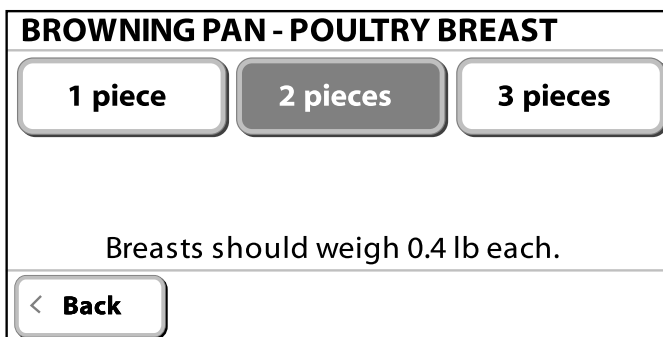 BROWNING PAN - POULTRY BREAST
1 piece 2 pieces 3 pieces
Breasts should weigh 0.4 lb each.
< Back